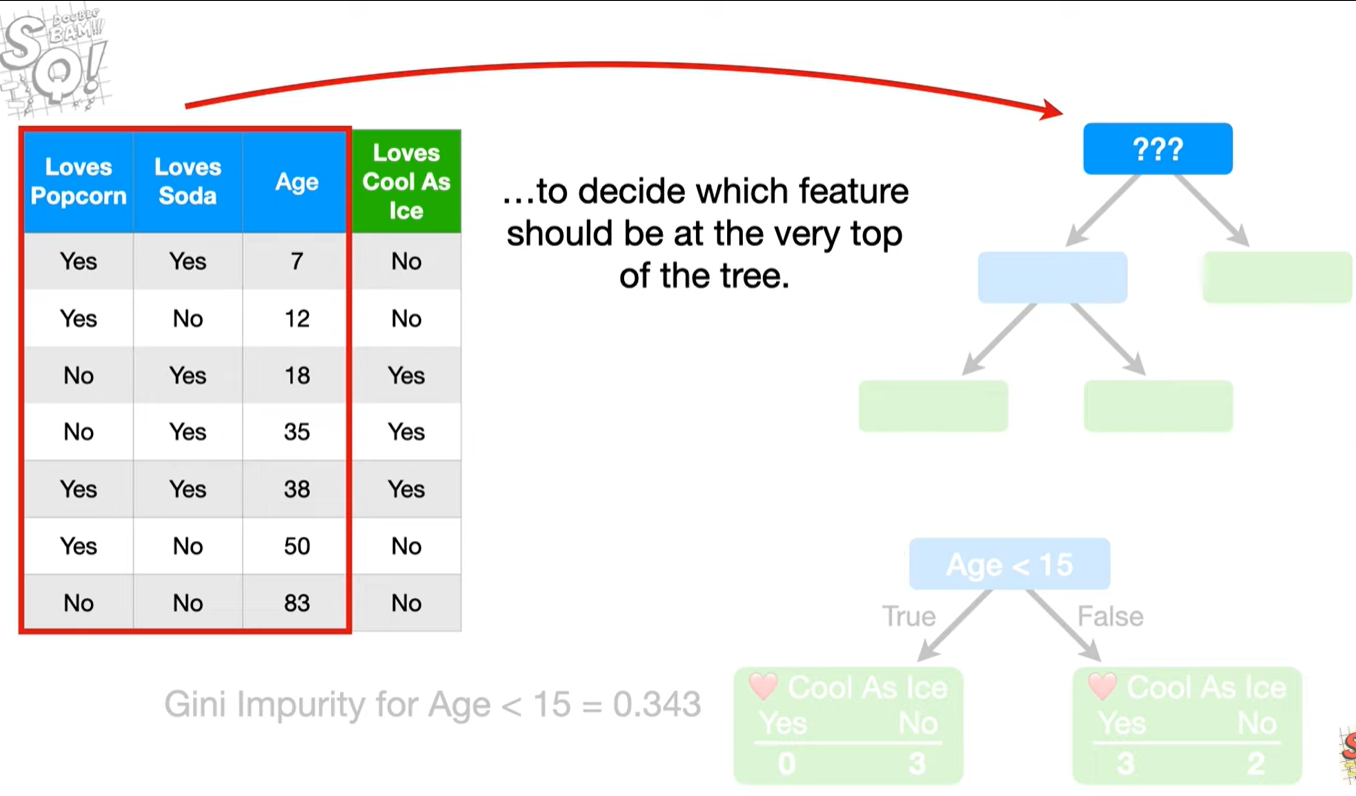 DOUBLE
BAM!!!
SQ!
Loves Popcorn Loves Soda Age Loves Cool As Ice
Yes Yes 7 No
Yes No 12 No
No Yes 18 Yes
No Yes 35 Yes
Yes Yes 38 Yes
Yes No 50 No
No No 83 No
...to decide which feature
should be at the very top
of the tree.
???
Gini Impurity for Age < 15 = 0.343
Age < 15
True False
Cool As Ice Cool As Ice
Yes No Yes No
0 3 3 2